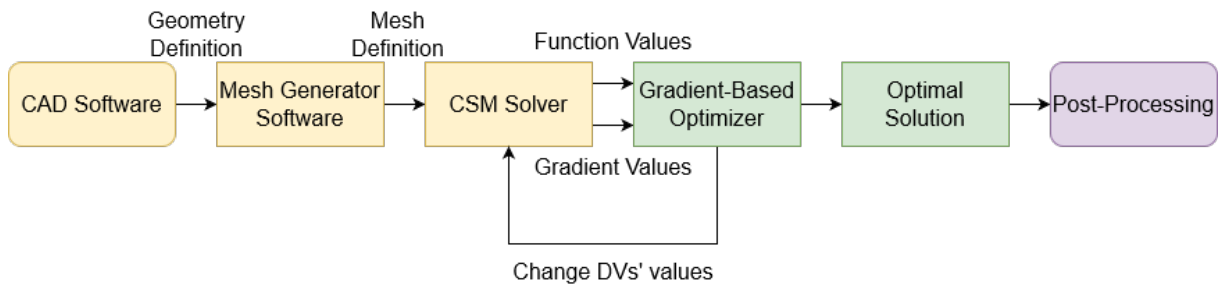 Geometry
Definition
Mesh
Definition
Function Values
CAD Software
Mesh Generator
Software
CSM Solver
Gradient-Based
Optimizer
Optimal
Solution
Post-Processing
Gradient Values
Change DVs' values